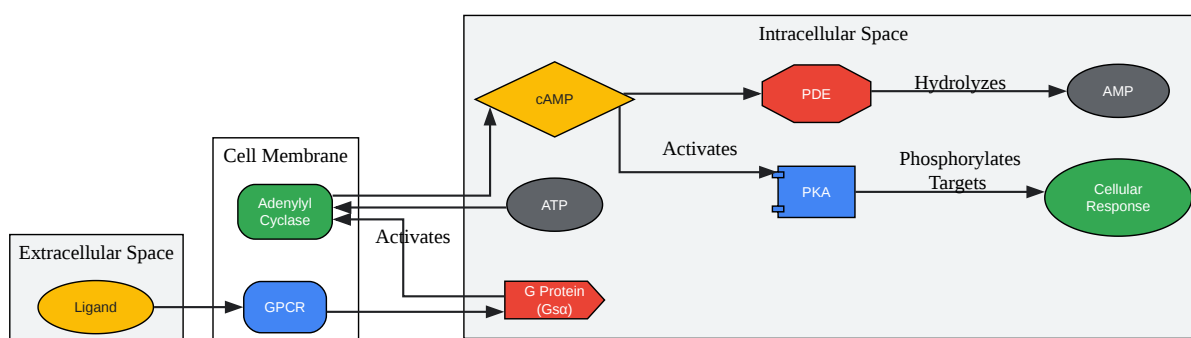 Intracellular Space
cAMP
PDE
Hydrolyzes
AMP
Cell Membrane
Activates
Phosphorylates
Targets
PKA
Cellular
Response
Adenylyl
Cyclase
ATP
Activates
Extracellular Space
Ligand
GPCR
G Protein
(Gsα)